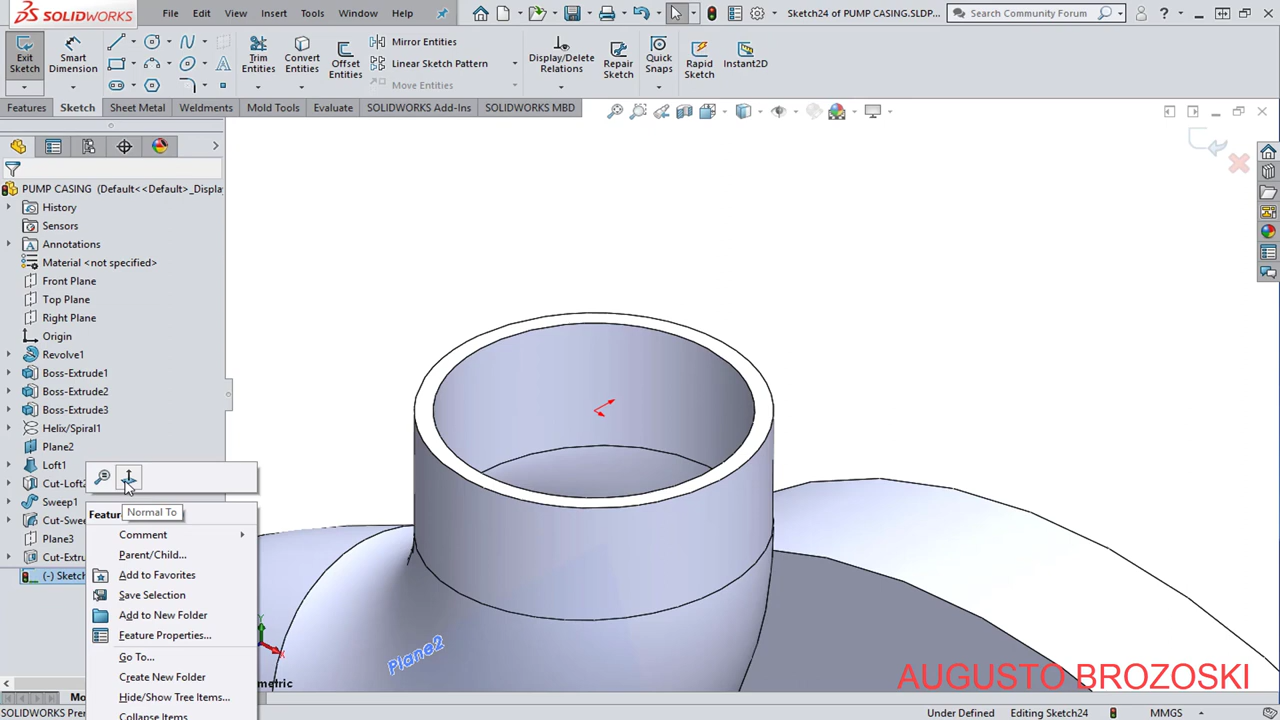 SOLIDWORKS File Edit View Insert Tools Window Help Sketch24 of PUMP CASING.SLDP... Search Community Forum
Exit Sketch
Smart Dimension
Trim Entities
Convert Entities
Offset Entities
Mirror Entities
Linear Sketch Pattern
Move Entities
Display/Delete Relations
Repair Sketch
Quick Snaps
Rapid Sketch
Instant2D
Features Sketch Sheet Metal Weldments Mold Tools Evaluate SOLIDWORKS Add-Ins SOLIDWORKS MBD
PUMP CASING (Default<<Default>_Displa
History
Sensors
Annotations
Material <not specified>
Front Plane
Top Plane
Right Plane
Origin
Revolve1
Boss-Extrude1
Boss-Extrude2
Boss-Extrude3
Helix/Spiral1
Plane2
Loft1
Cut-Loft2
Sweep1
Cut-Swee
Plane3
Cut-Extru
(-) Sketch
Featur
Normal To
Comment
Parent/Child...
Add to Favorites
Save Selection
Add to New Folder
Feature Properties...
Go To...
Create New Folder
Hide/Show Tree Items...
Collapse Items
Plane2
Y
X
metric
AUGUSTO BROZOSKI
Mo
SOLIDWORKS Pre
Under Defined Editing Sketch24 MMGS